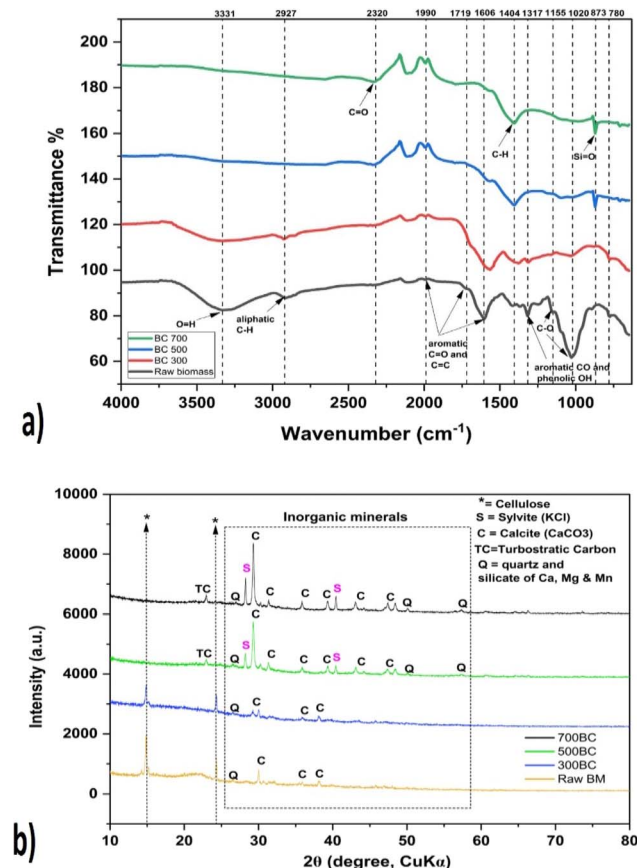 3331 2927 2320 1990 1719 1606 1404 1317 1155 1020 873 780
200
180
160
140
120
100
80
60
Transmittance %
C=O
C-H
Si=O
O=H
aliphatic
C-H
aromatic
C=O and
C=C
C-O
aromatic CO and
phenolic OH
BC 700
BC 500
BC 300
Raw biomass
4000 3500 3000 2500 2000 1500 1000
Wavenumber (cm-1)
a)
10000
8000
6000
4000
2000
0
Intensity (a.u.)
* *
Inorganic minerals
*= Cellulose
S = Sylvite (KCl)
C = Calcite (CaCO3)
TC=Turbostratic Carbon
Q = quartz and
silicate of Ca, Mg & Mn
TC Q S C C C C S C C Q Q
TC Q S C C C C S C C Q Q
C C C
Q C C C
700BC
500BC
300BC
Raw BM
10 20 30 40 50 60 70 80
2θ (degree, CuKα)
b)